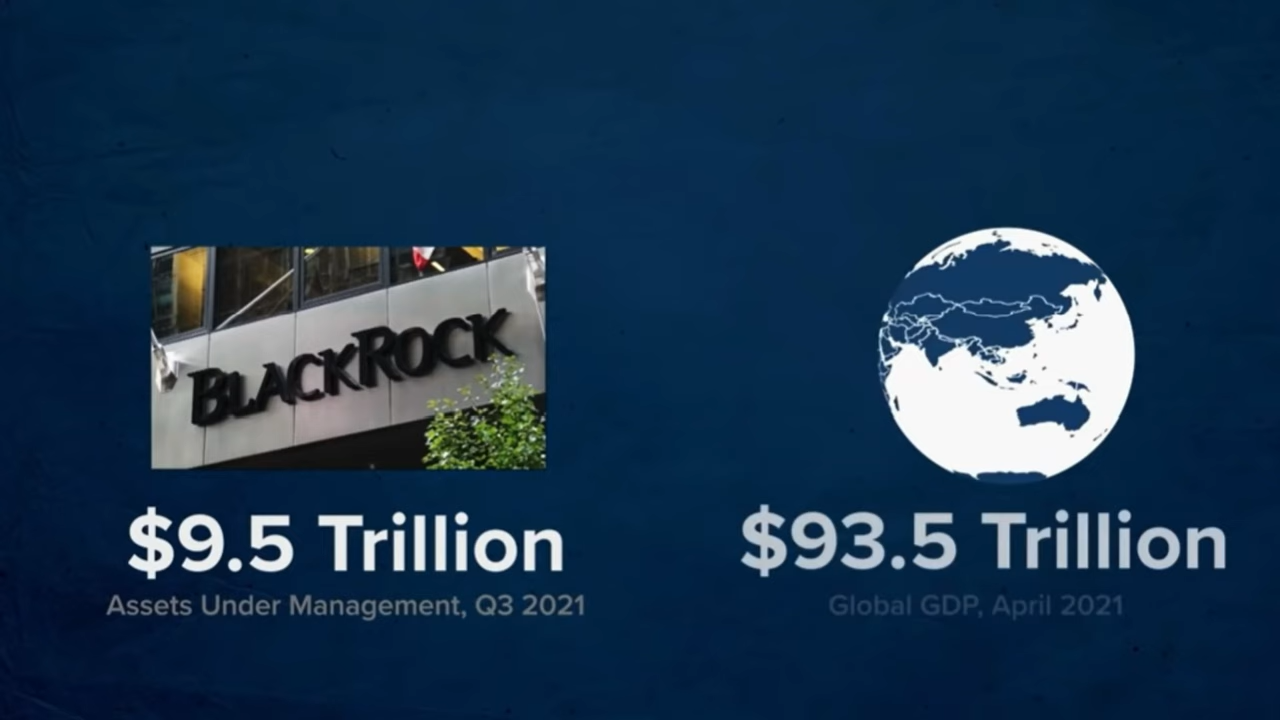 BLACKROCK
$9.5 Trillion
Assets Under Management, Q3 2021
$93.5 Trillion
Global GDP, April 2021